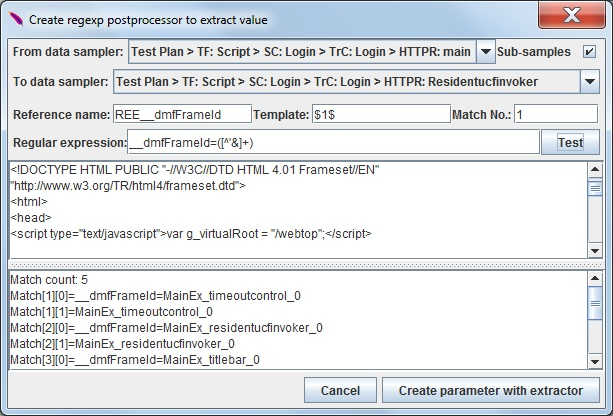 Create regexp postprocessor to extract value
From data sampler: Test Plan > TF: Script > SC: Login > TrC: Login > HTTPR: main Sub-samples
To data sampler: Test Plan > TF: Script > SC: Login > TrC: Login > HTTPR: Residentucfinvoker
Reference name: REE__dmfFrameId Template: $1$ Match No.: 1
Regular expression: __dmfFrameId=([^'&]+) Test
<!DOCTYPE HTML PUBLIC "-//W3C//DTD HTML 4.01 Frameset//EN"
"http://www.w3.org/TR/html4/frameset.dtd">
<html>
<head>
<script type="text/javascript">var g_virtualRoot = "/webtop";</script>
Match count: 5
Match[1][0]=__dmfFrameId=MainEx_timeoutcontrol_0
Match[1][1]=MainEx_timeoutcontrol_0
Match[2][0]=__dmfFrameId=MainEx_residentucfinvoker_0
Match[2][1]=MainEx_residentucfinvoker_0
Match[3][0]=__dmfFrameId=MainEx_titlebar_0
Cancel Create parameter with extractor